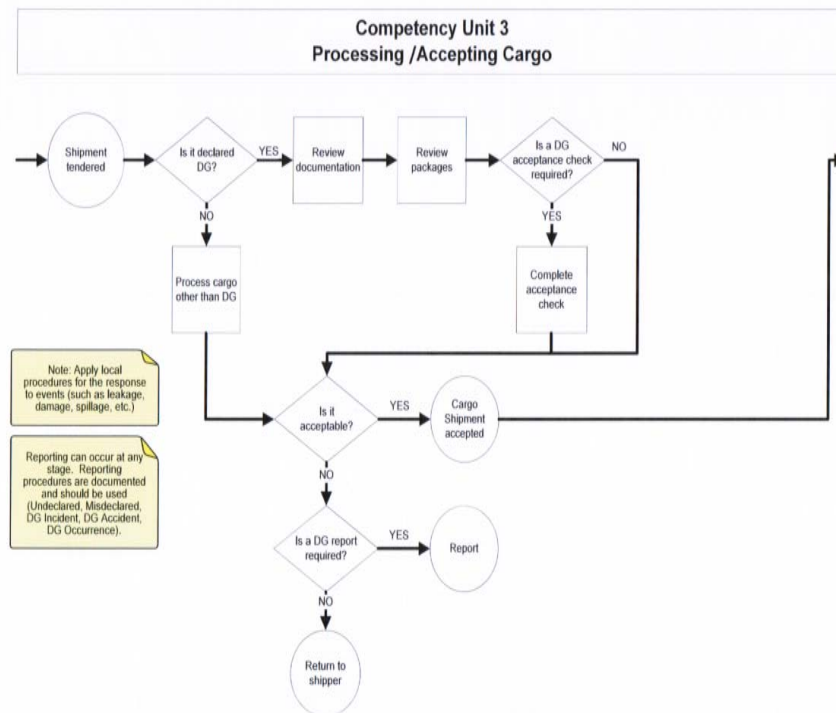 Competency Unit 3
Processing /Accepting Cargo
Shipment
tendered
Is it declared
DG?
YES
Review
documentation
Review
packages
Is a DG
acceptance check
required?
NO
NO
YES
Process cargo
other than DG
Complete
acceptance
check
Note: Apply local
procedures for the response
to events (such as leakage,
damage, spillage, etc.)
Is it
acceptable?
YES
Cargo
Shipment
accepted
Reporting can occur at any
stage. Reporting
procedures are documented
and should be used
(Undeclared, Misdeclared,
DG Incident, DG Accident,
DG Occurrence).
NO
Is a DG report
required?
YES
Report
NO
Return to
shipper